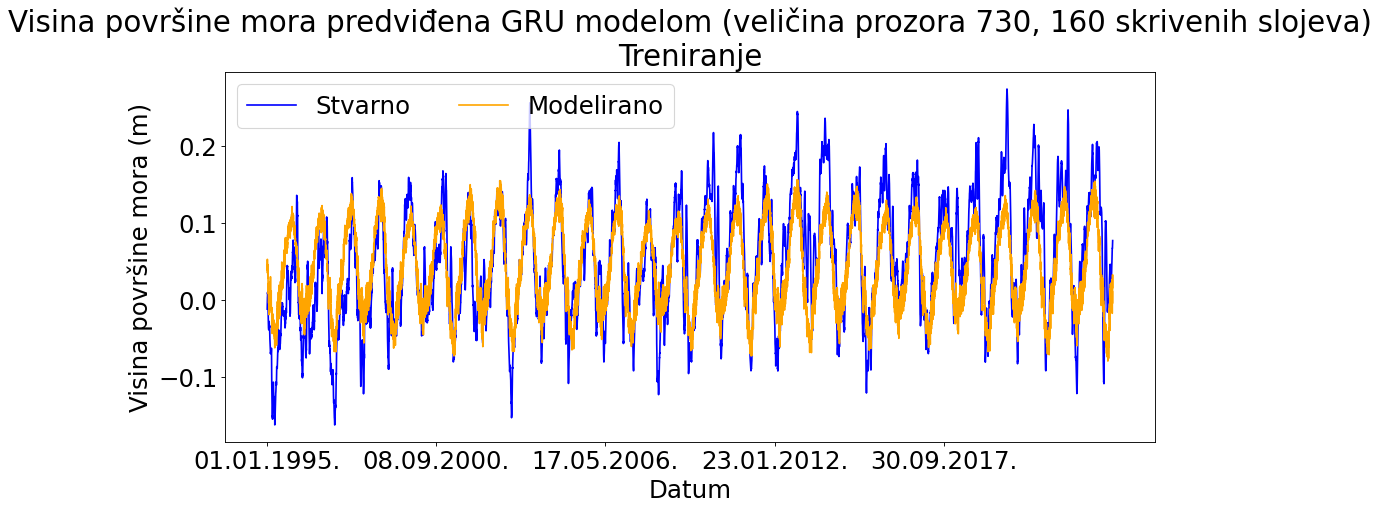 Visina površine mora predviđena GRU modelom (veličina prozora 730, 160 skrivenih slojeva)
Treniranje
Stvarno
Modelirano
Visina površine mora (m)
0.2
0.1
0.0
−0.1
01.01.1995.
08.09.2000.
17.05.2006.
23.01.2012.
30.09.2017.
Datum